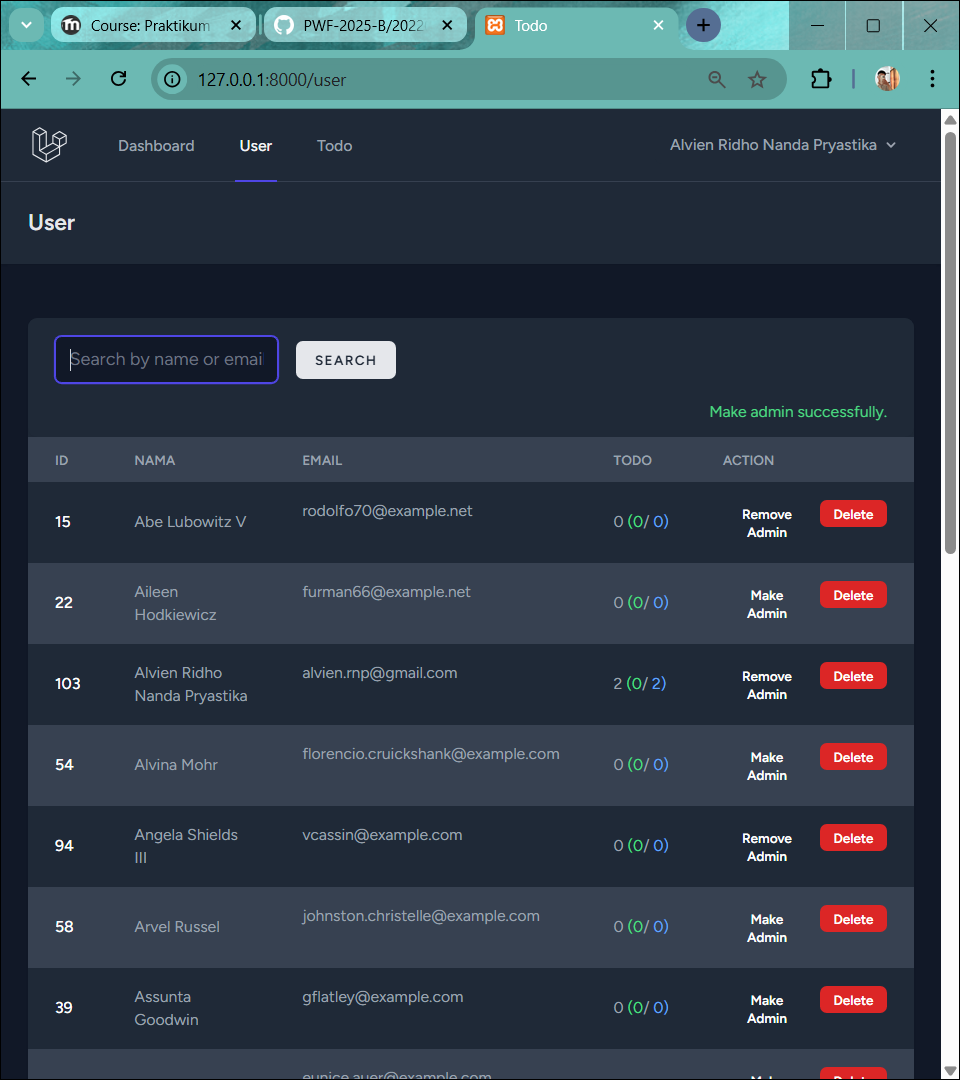 Course: Praktikum
PWF-2025-B/2022
Todo
127.0.0.1:8000/user
Dashboard
User
Todo
Alvien Ridho Nanda Pryastika
User
Search by name or emai
SEARCH
Make admin successfully.
ID NAMA EMAIL TODO ACTION
15 Abe Lubowitz V rodolfo70@example.net 0 (0/ 0) Remove Admin Delete
22 Aileen Hodkiewicz furman66@example.net 0 (0/ 0) Make Admin Delete
103 Alvien Ridho Nanda Pryastika alvien.rnp@gmail.com 2 (0/ 2) Remove Admin Delete
54 Alvina Mohr florencio.cruickshank@example.com 0 (0/ 0) Make Admin Delete
94 Angela Shields III vcassin@example.com 0 (0/ 0) Remove Admin Delete
58 Arvel Russel johnston.christelle@example.com 0 (0/ 0) Make Admin Delete
39 Assunta Goodwin gflatley@example.com 0 (0/ 0) Make Admin Delete